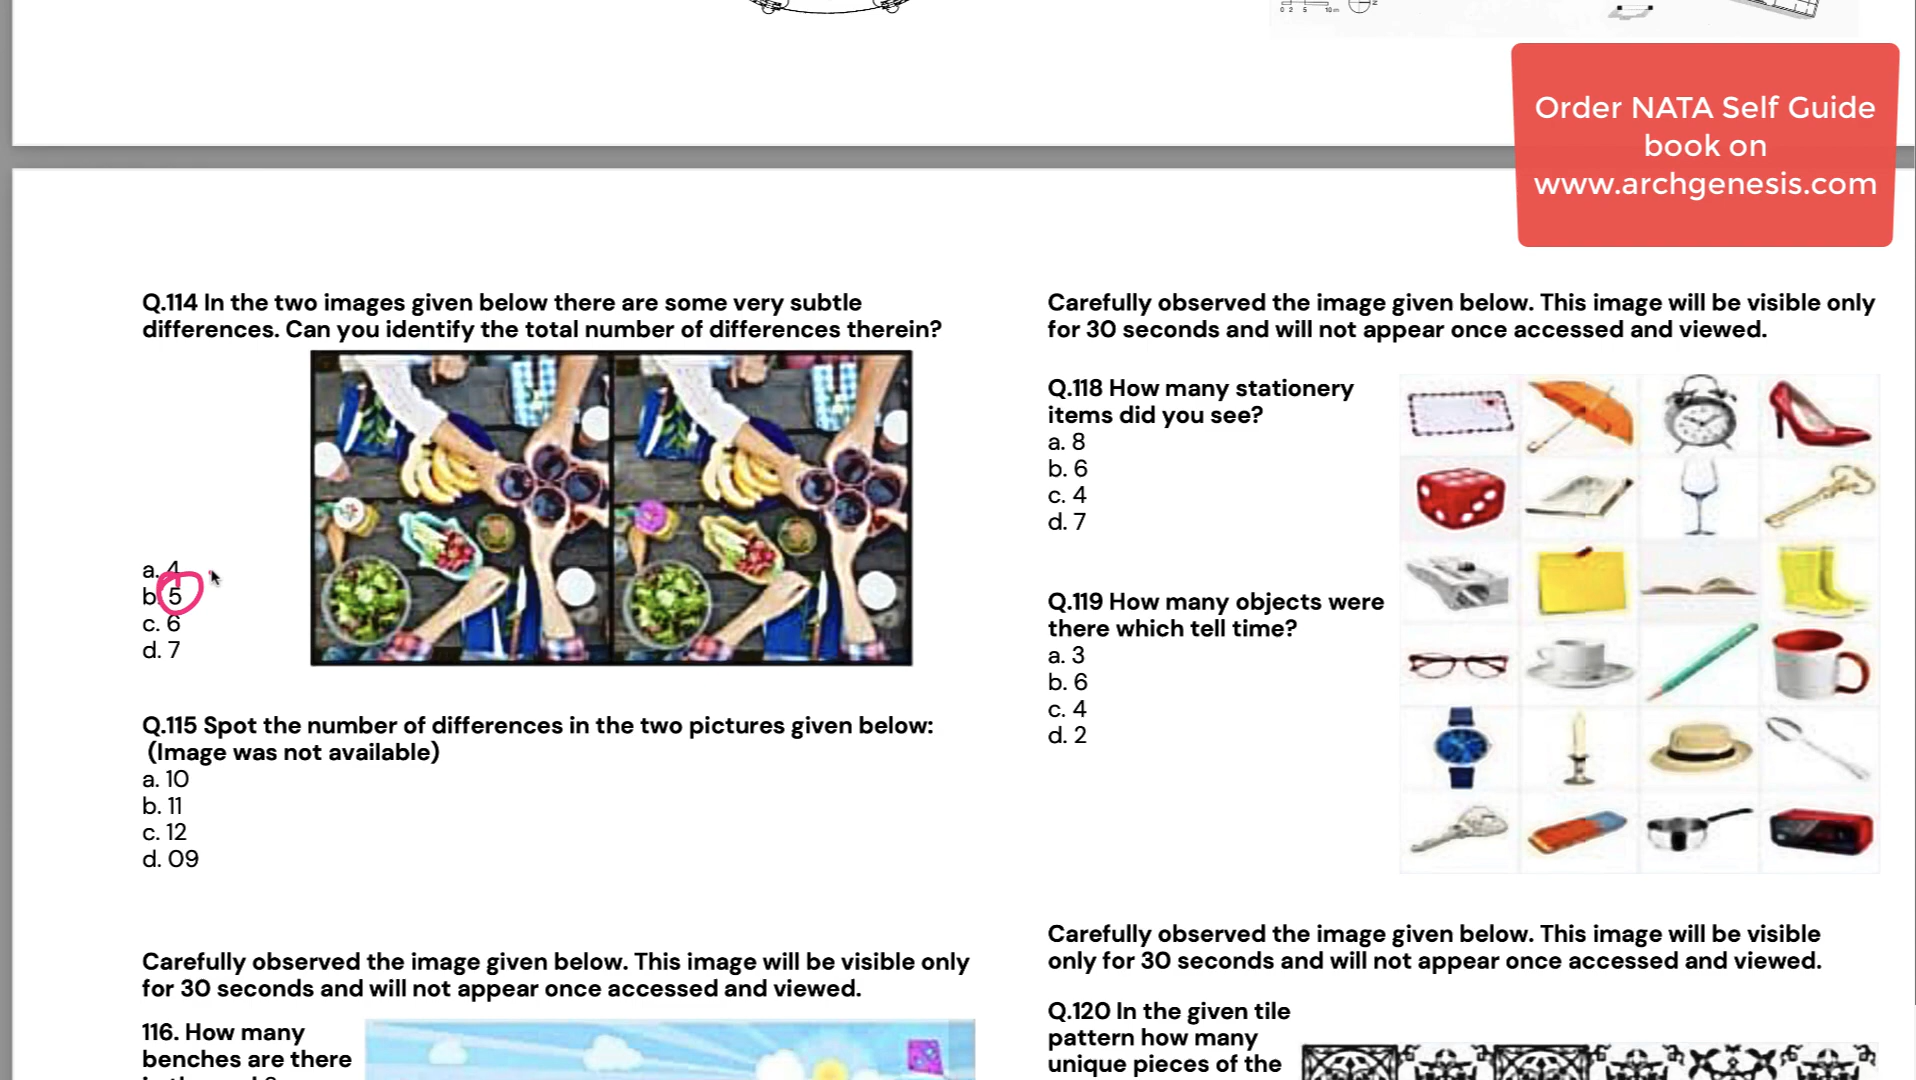 0 2 5 10 m
Order NATA Self Guide
book on
www.archgenesis.com
Q.114 In the two images given below there are some very subtle
differences. Can you identify the total number of differences therein?
a. 4
b. 5
c. 6
d. 7
Q.115 Spot the number of differences in the two pictures given below:
(Image was not available)
a. 10
b. 11
c. 12
d. 09
Carefully observed the image given below. This image will be visible only
for 30 seconds and will not appear once accessed and viewed.
116. How many
benches are there
Carefully observed the image given below. This image will be visible only
for 30 seconds and will not appear once accessed and viewed.
Q.118 How many stationery
items did you see?
a. 8
b. 6
c. 4
d. 7
Q.119 How many objects were
there which tell time?
a. 3
b. 6
c. 4
d. 2
Carefully observed the image given below. This image will be visible
only for 30 seconds and will not appear once accessed and viewed.
Q.120 In the given tile
pattern how many
unique pieces of the